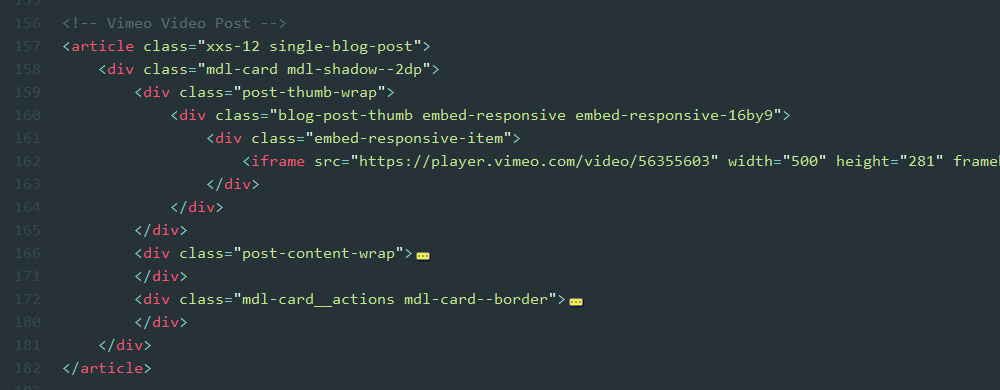 156 <!-- Vimeo Video Post -->
157 <article class="xxs-12 single-blog-post">
158 <div class="mdl-card mdl-shadow--2dp">
159 <div class="post-thumb-wrap">
160 <div class="blog-post-thumb embed-responsive embed-responsive-16by9">
161 <div class="embed-responsive-item">
162 <iframe src="https://player.vimeo.com/video/56355603" width="500" height="281"
163 </div>
164 </div>
165 </div>
166 <div class="post-content-wrap">
171 </div>
172 <div class="mdl-card__actions mdl-card--border">
180 </div>
181 </div>
182 </article>